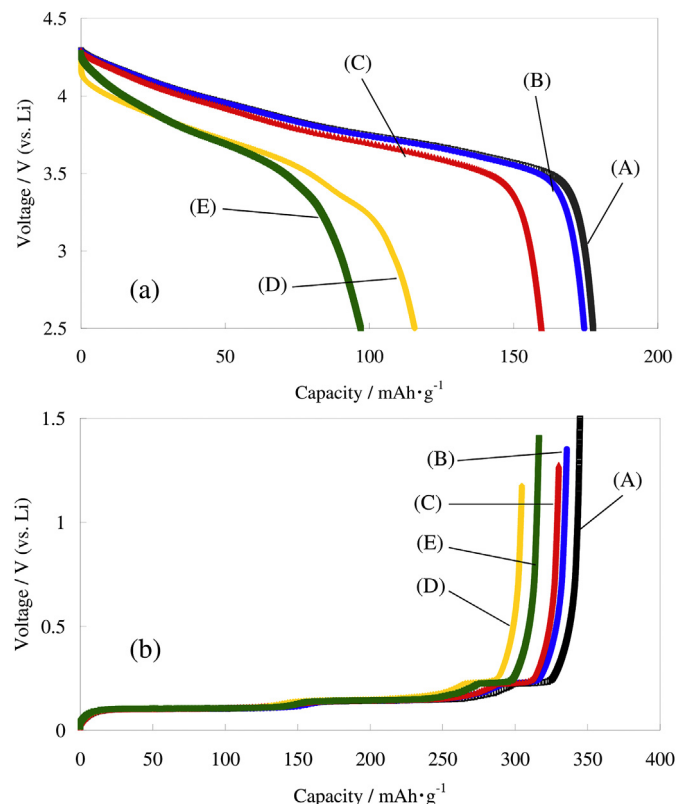 4.5
(C)
(B)
4
3.5
(A)
(E)
3
(D)
(a)
2.5
0
50
100
150
200
Voltage / V (vs. Li)
Capacity / mAh•g⁻¹
1.5
(B)
(A)
(C)
1
(E)
(D)
0.5
(b)
0
0
50
100
150
200
250
300
350
400
Voltage / V (vs. Li)
Capacity / mAh•g⁻¹